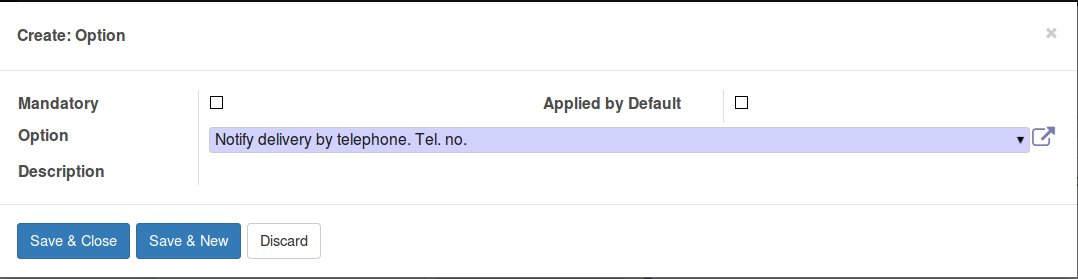 Create: Option
×
Mandatory
Applied by Default
Option
Notify delivery by telephone. Tel. no.
Description
Save & Close
Save & New
Discard